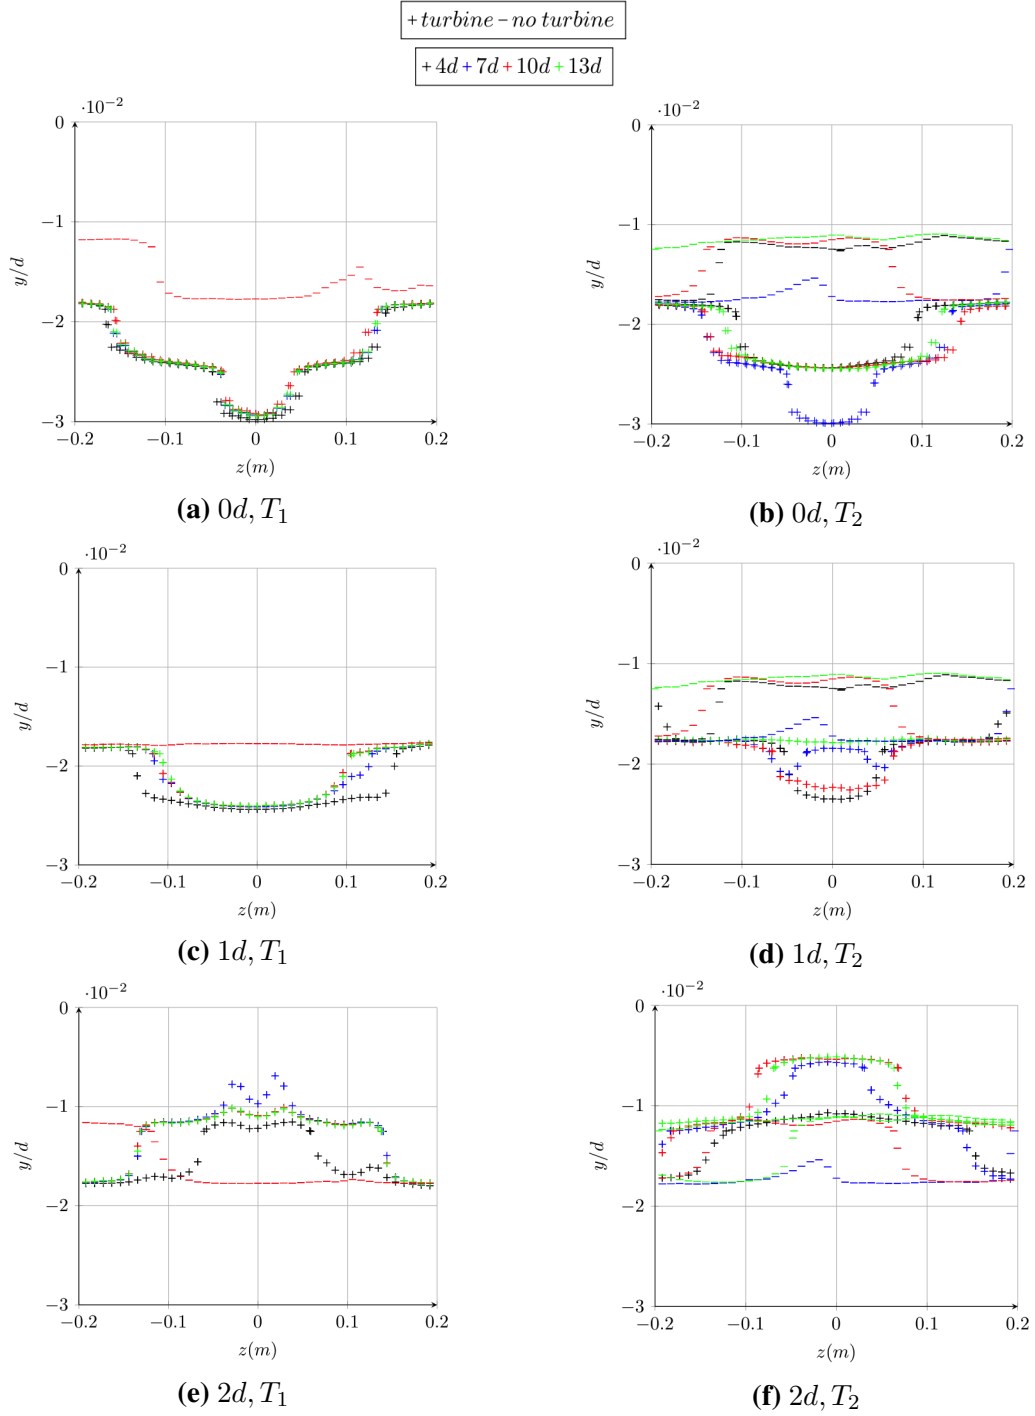 + turbine − no turbine
+ 4d + 7d + 10d + 13d
·10⁻² ·10⁻²
0 0
−1 −1
−2 −2
−3 −3
y/d y/d
−0.2 −0.1 0 0.1 0.2 −0.2 −0.1 0 0.1 0.2
z(m) z(m)
(a) 0d, T₁ (b) 0d, T₂
·10⁻² ·10⁻²
0 0
−1 −1
−2 −2
−3 −3
y/d y/d
−0.2 −0.1 0 0.1 0.2 −0.2 −0.1 0 0.1 0.2
z(m) z(m)
(c) 1d, T₁ (d) 1d, T₂
·10⁻² ·10⁻²
0 0
−1 −1
−2 −2
−3 −3
y/d y/d
−0.2 −0.1 0 0.1 0.2 −0.2 −0.1 0 0.1 0.2
z(m) z(m)
(e) 2d, T₁ (f) 2d, T₂